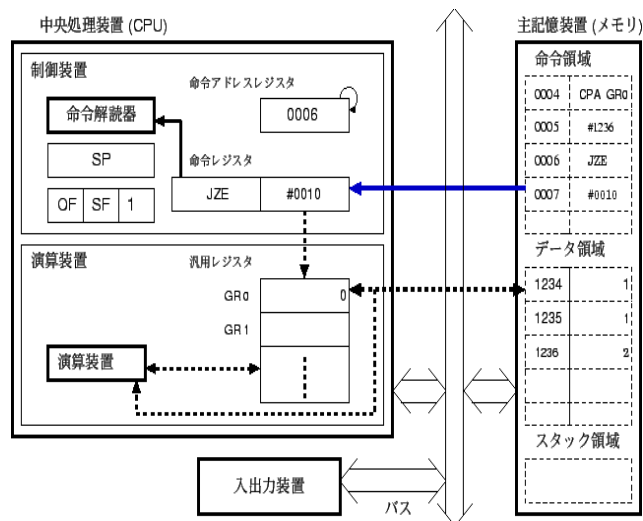 中央処理装置 (CPU)
主記憶装置 (メモリ)
制御装置
命令アドレスレジスタ
0006
命令解読器
SP
OF SF 1
命令レジスタ
JZE #0010
演算装置
汎用レジスタ
GR0 0
GR1
演算装置
入出力装置
バス
命令領域
0004 CPA GR0
0005 #1236
0006 JZE
0007 #0010
データ領域
1234 1
1235 1
1236 2
スタック領域